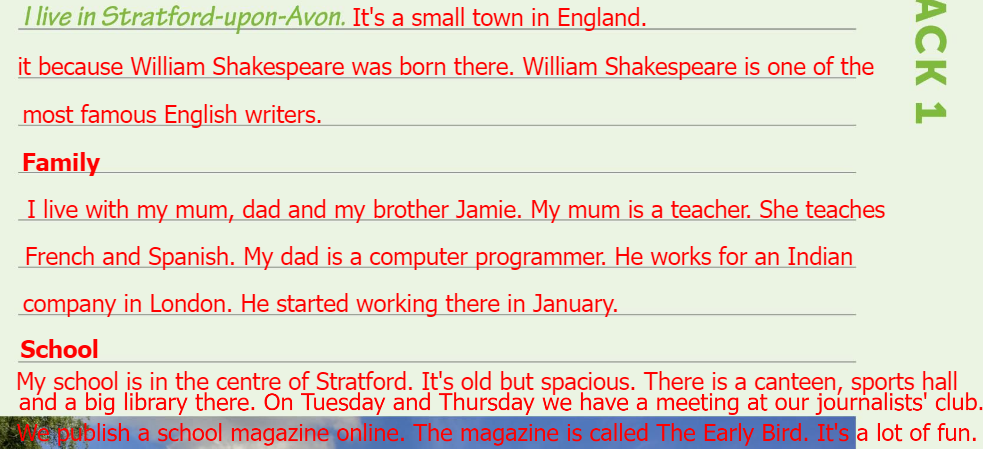 I live in Stratford-upon-Avon. It's a small town in England.
it because William Shakespeare was born there. William Shakespeare is one of the
most famous English writers.
Family
I live with my mum, dad and my brother Jamie. My mum is a teacher. She teaches
French and Spanish. My dad is a computer programmer. He works for an Indian
company in London. He started working there in January.
School
My school is in the centre of Stratford. It's old but spacious. There is a canteen, sports hall
and a big library there. On Tuesday and Thursday we have a meeting at our journalists' club.
We publish a school magazine online. The magazine is called The Early Bird. It's a lot of fun.
ACK 1